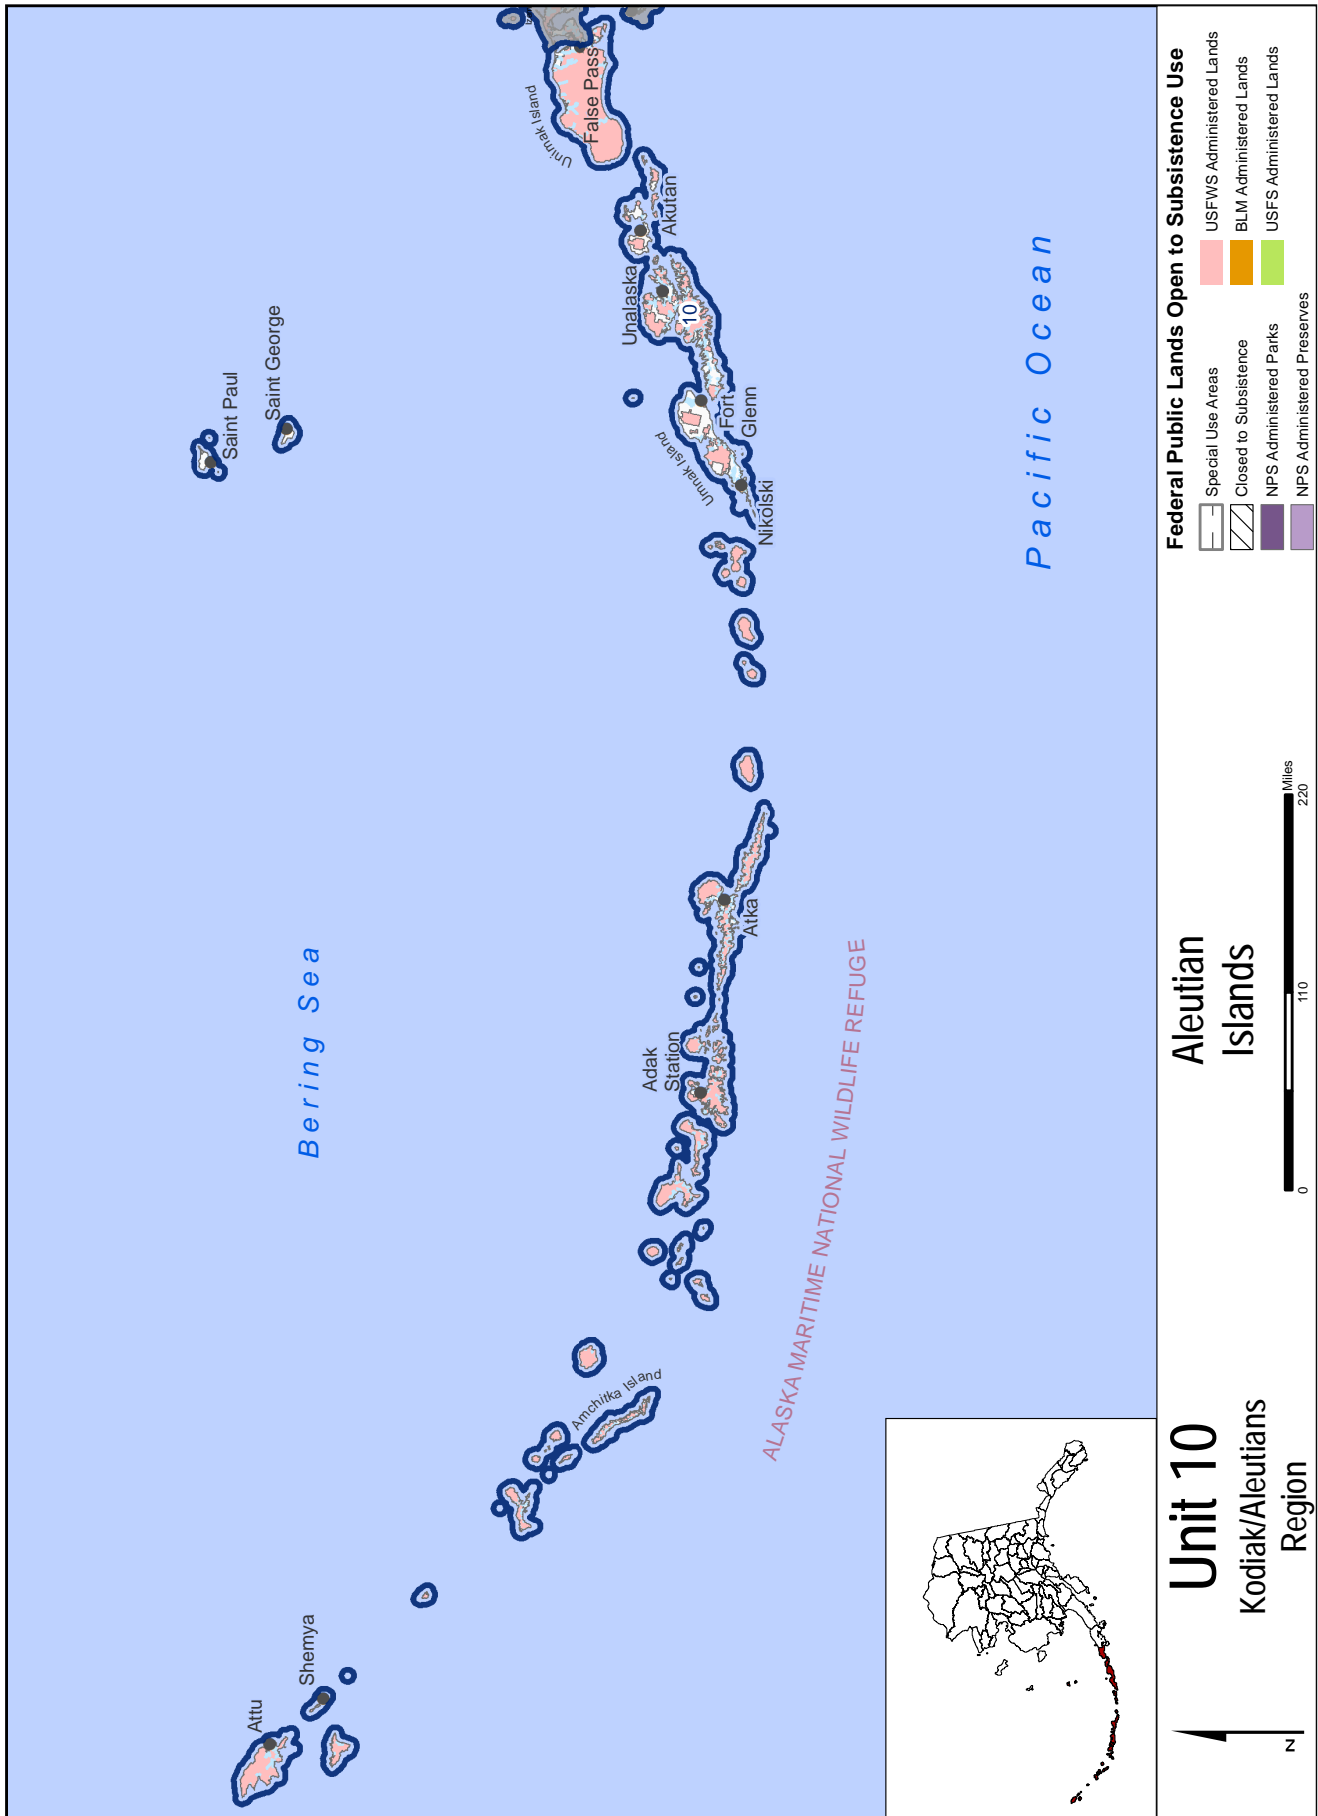 Bering Sea
Pacific Ocean
ALASKA MARITIME NATIONAL WILDLIFE REFUGE
Attu
Shemya
Amchitka Island
Adak
Station
Atka
Saint Paul
Saint George
Nikolski
Umnak Island
Fort
Glenn
Unalaska
10
Akutan
Unimak Island
False Pass
Unit 10
Kodiak/Aleutians
Region
Aleutian
Islands
N
0
110
220
Miles
Federal Public Lands Open to Subsistence Use
Special Use Areas
Closed to Subsistence
NPS Administered Parks
NPS Administered Preserves
USFWS Administered Lands
BLM Administered Lands
USFS Administered Lands